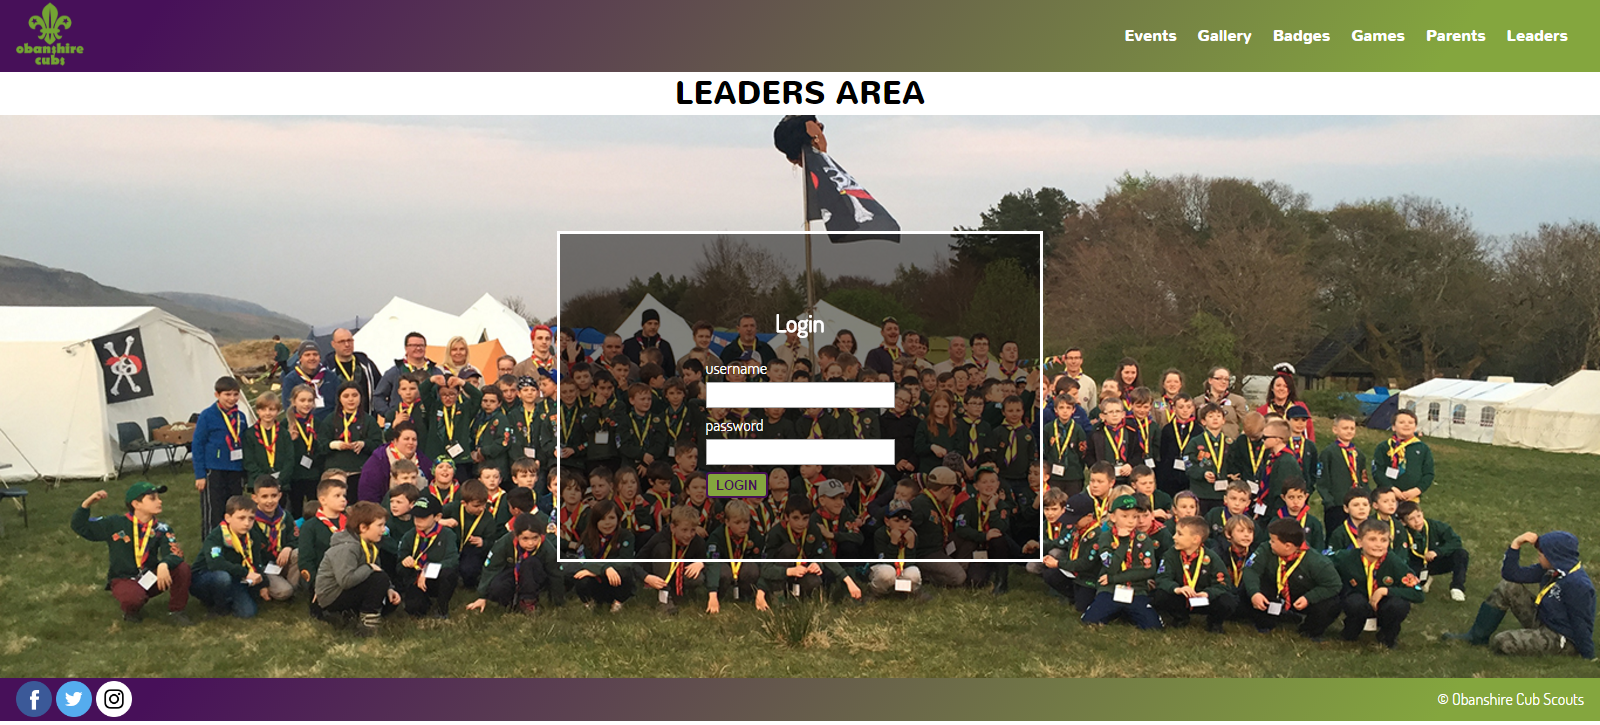 obanshire
cubs
Events Gallery Badges Games Parents Leaders
LEADERS AREA
Login
username
password
LOGIN
© Obanshire Cub Scouts